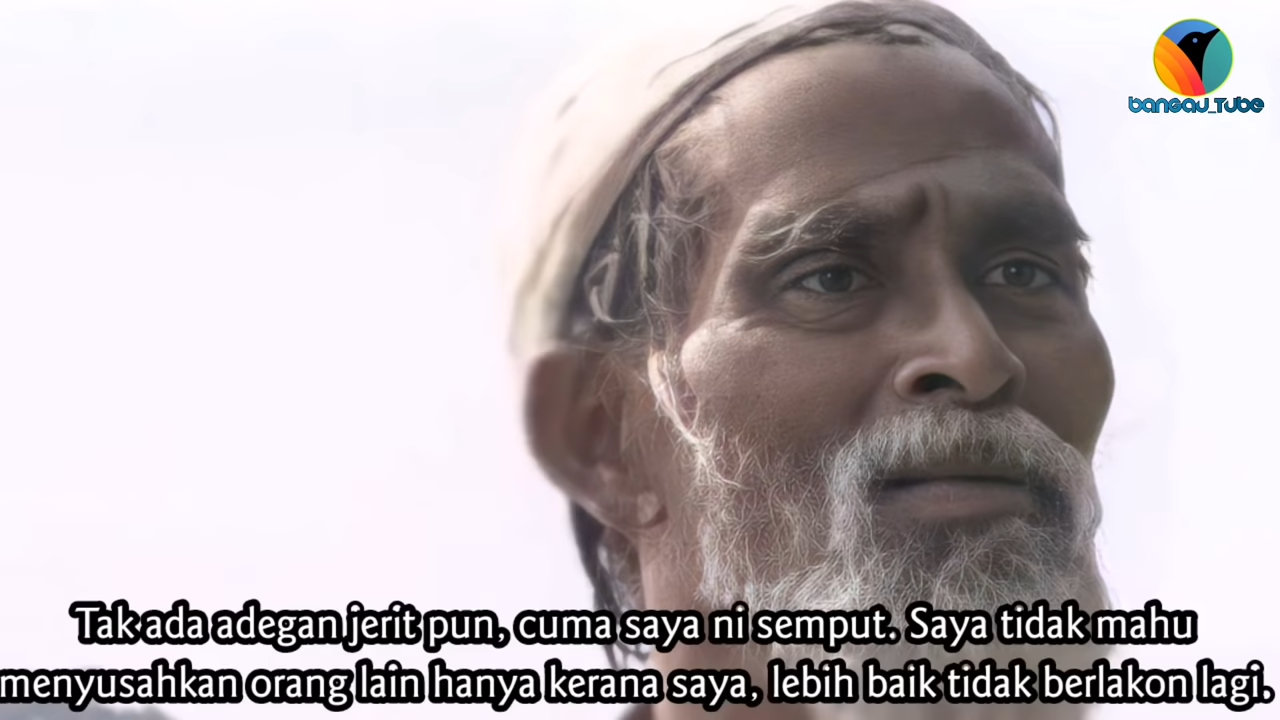 bangau_Tube
Tak ada adegan jerit pun, cuma saya ni semput. Saya tidak mahu
menyusahkan orang lain hanya kerana saya, lebih baik tidak berlakon lagi.